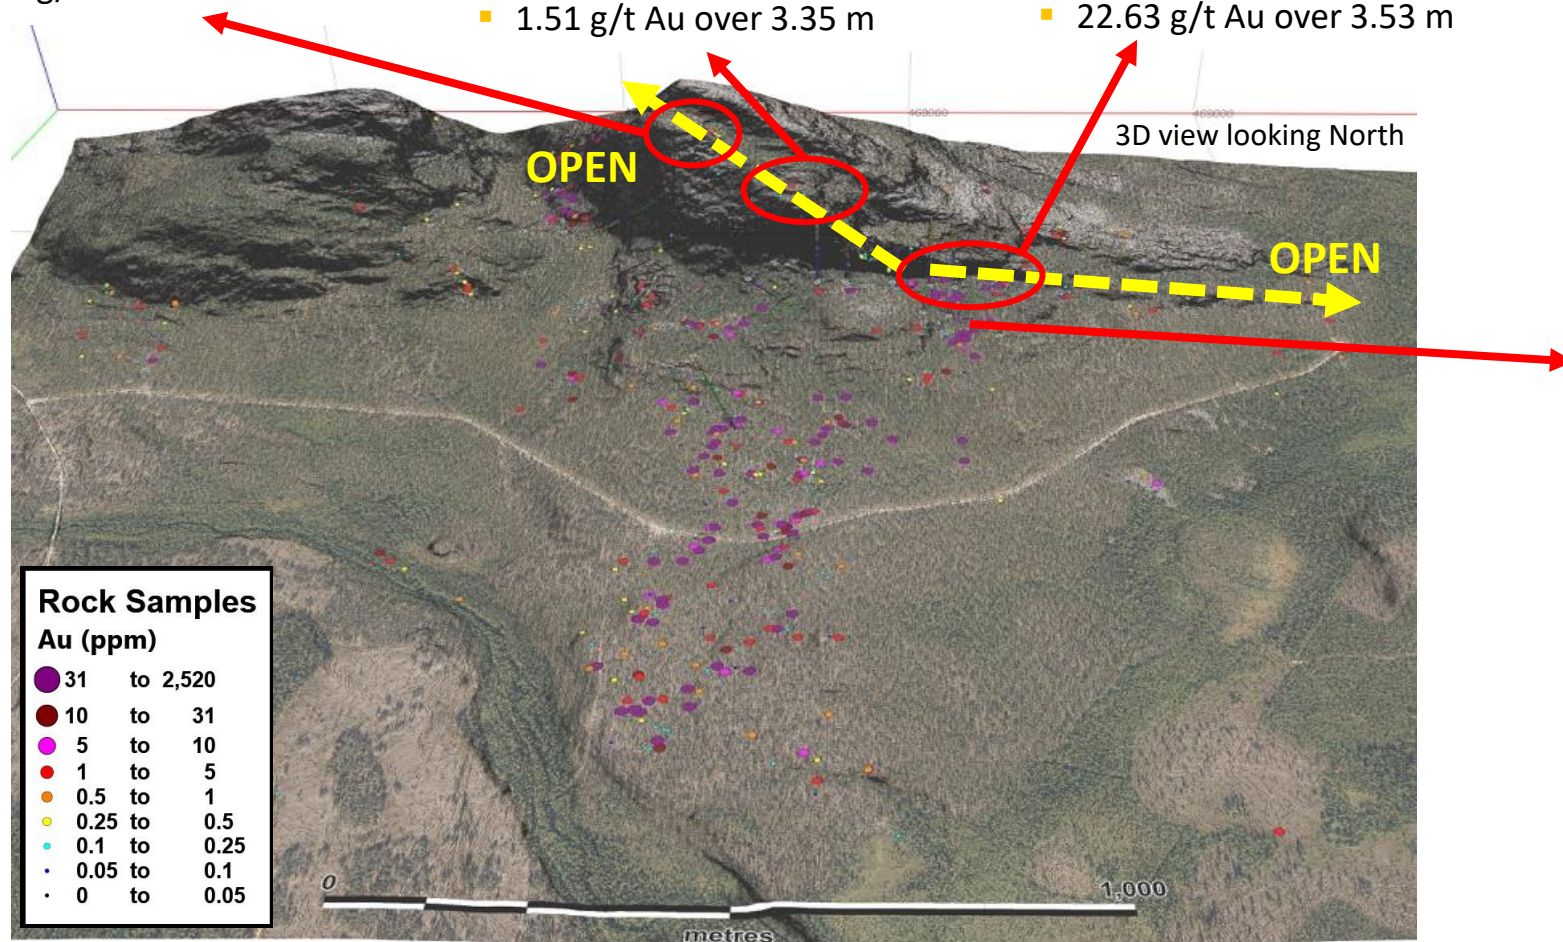 ▪ 1.51 g/t Au over 3.35 m
▪ 22.63 g/t Au over 3.53 m
3D view looking North
OPEN
OPEN
Rock Samples
Au (ppm)
31 to 2,520
10 to 31
5 to 10
1 to 5
0.5 to 1
0.25 to 0.5
0.1 to 0.25
0.05 to 0.1
0 to 0.05
0 1,000
metres